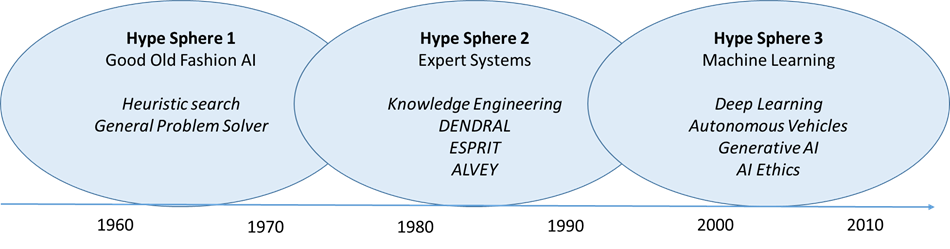 Hype Sphere 1
Good Old Fashion AI
Heuristic search
General Problem Solver
Hype Sphere 2
Expert Systems
Knowledge Engineering
DENDRAL
ESPRIT
ALVEY
Hype Sphere 3
Machine Learning
Deep Learning
Autonomous Vehicles
Generative AI
AI Ethics
1960 1970 1980 1990 2000 2010